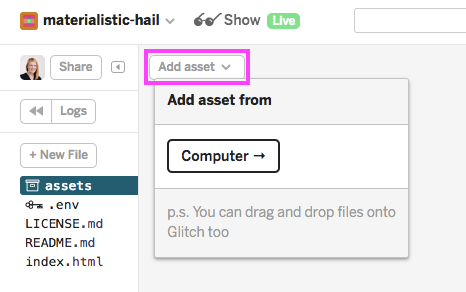 materialistic-hail
Show
Live
Share
Add asset
Add asset from
Logs
Computer →
+ New File
assets
.env
p.s. You can drag and drop files onto
Glitch too
LICENSE.md
README.md
index.html